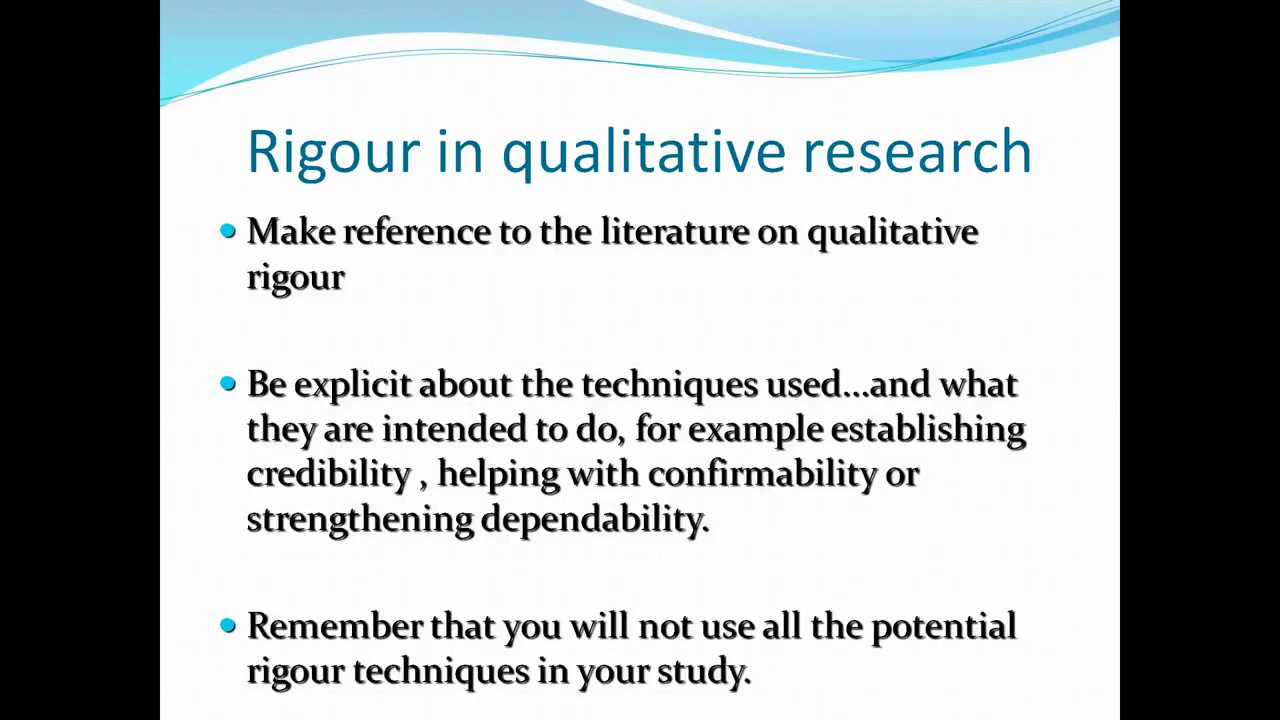 Rigour in qualitative research
• Make reference to the literature on qualitative
rigour
• Be explicit about the techniques used...and what
they are intended to do, for example establishing
credibility , helping with confirmability or
strengthening dependability.
• Remember that you will not use all the potential
rigour techniques in your study.